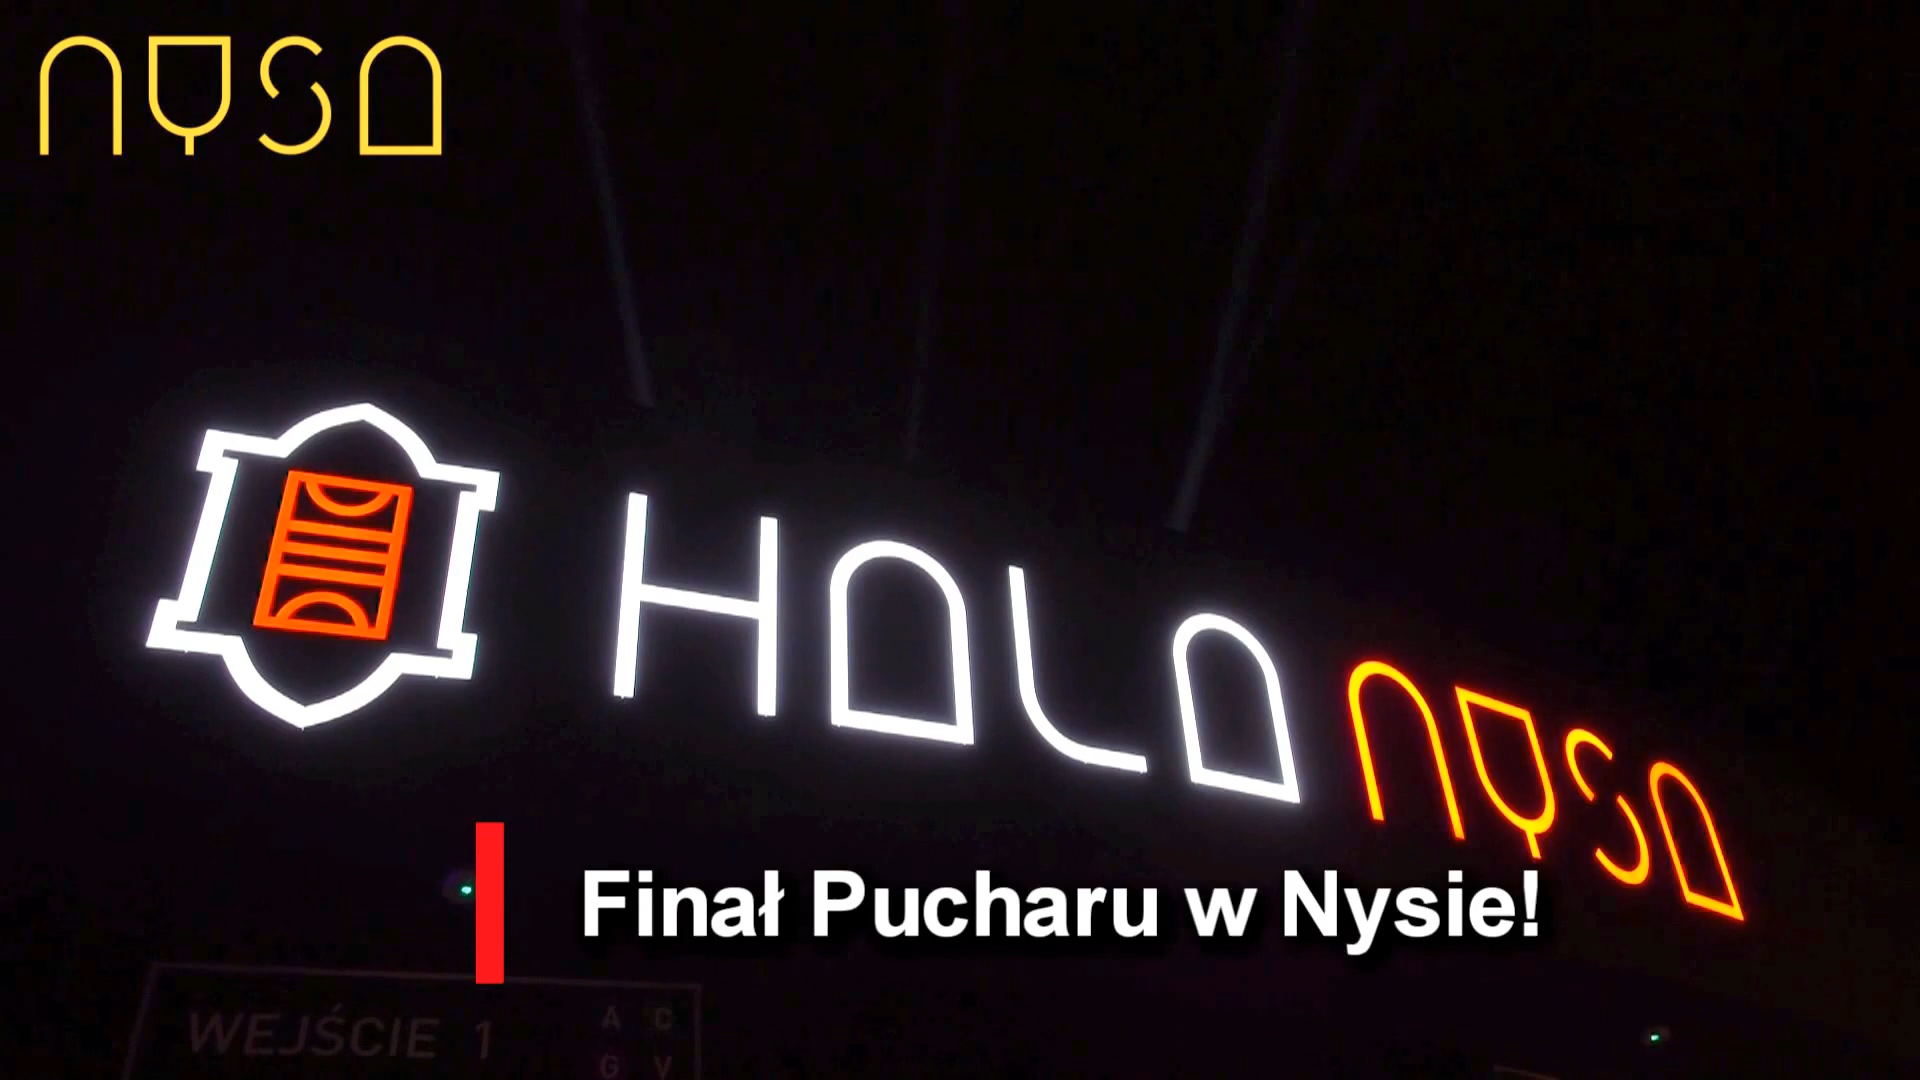 NYSA
HALA NYSA
Finał Pucharu w Nysie!
WEJŚCIE 1
A C
G V